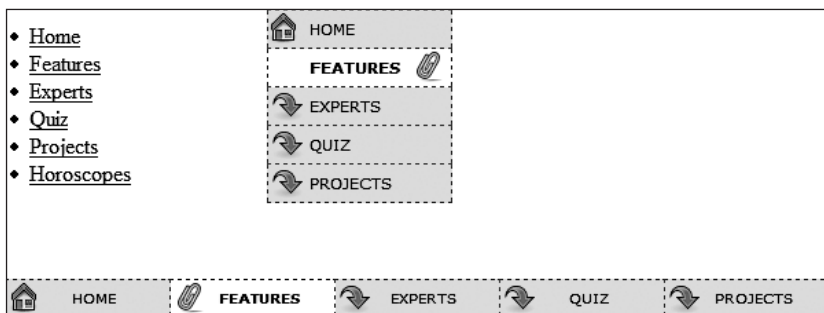 Home
Features
Experts
Quiz
Projects
Horoscopes
HOME
FEATURES
EXPERTS
QUIZ
PROJECTS
HOME FEATURES EXPERTS QUIZ PROJECTS